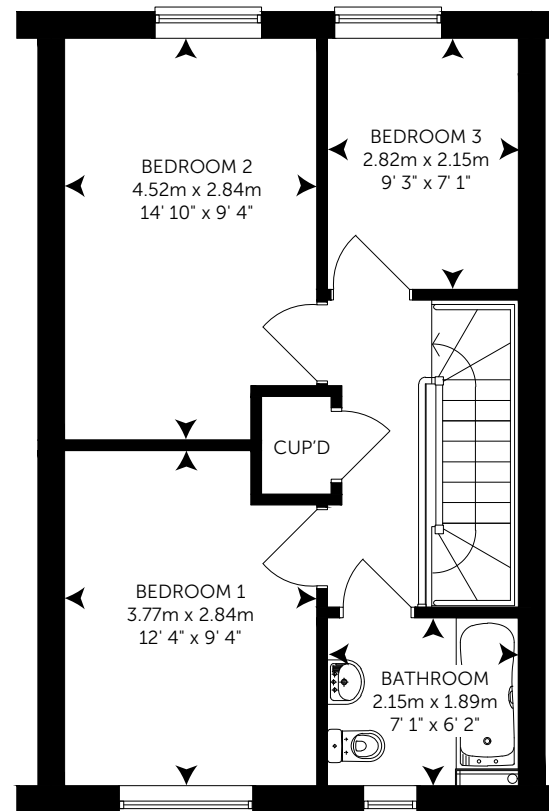 BEDROOM 2
4.52m x 2.84m
14' 10" x 9' 4"
BEDROOM 3
2.82m x 2.15m
9' 3" x 7' 1"
CUP'D
BEDROOM 1
3.77m x 2.84m
12' 4" x 9' 4"
BATHROOM
2.15m x 1.89m
7' 1" x 6' 2"